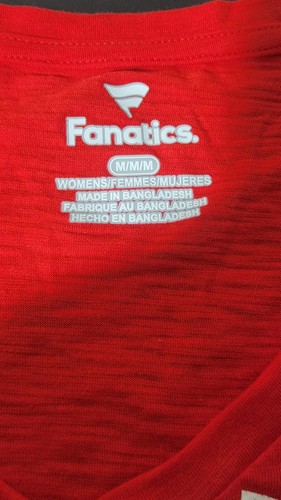 Fanatics.
M/M/M
WOMENS/FEMMES/MUJERES
MADE IN BANGLADESH
FABRIQUE AU BANGLADESH
HECHO EN BANGLADESH